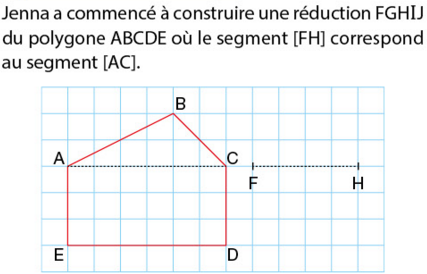 Jenna a commencé à construire une réduction FGHIJ
du polygone ABCDE où le segment [FH] correspond
au segment [AC].
B
A
C
F
H
E
D